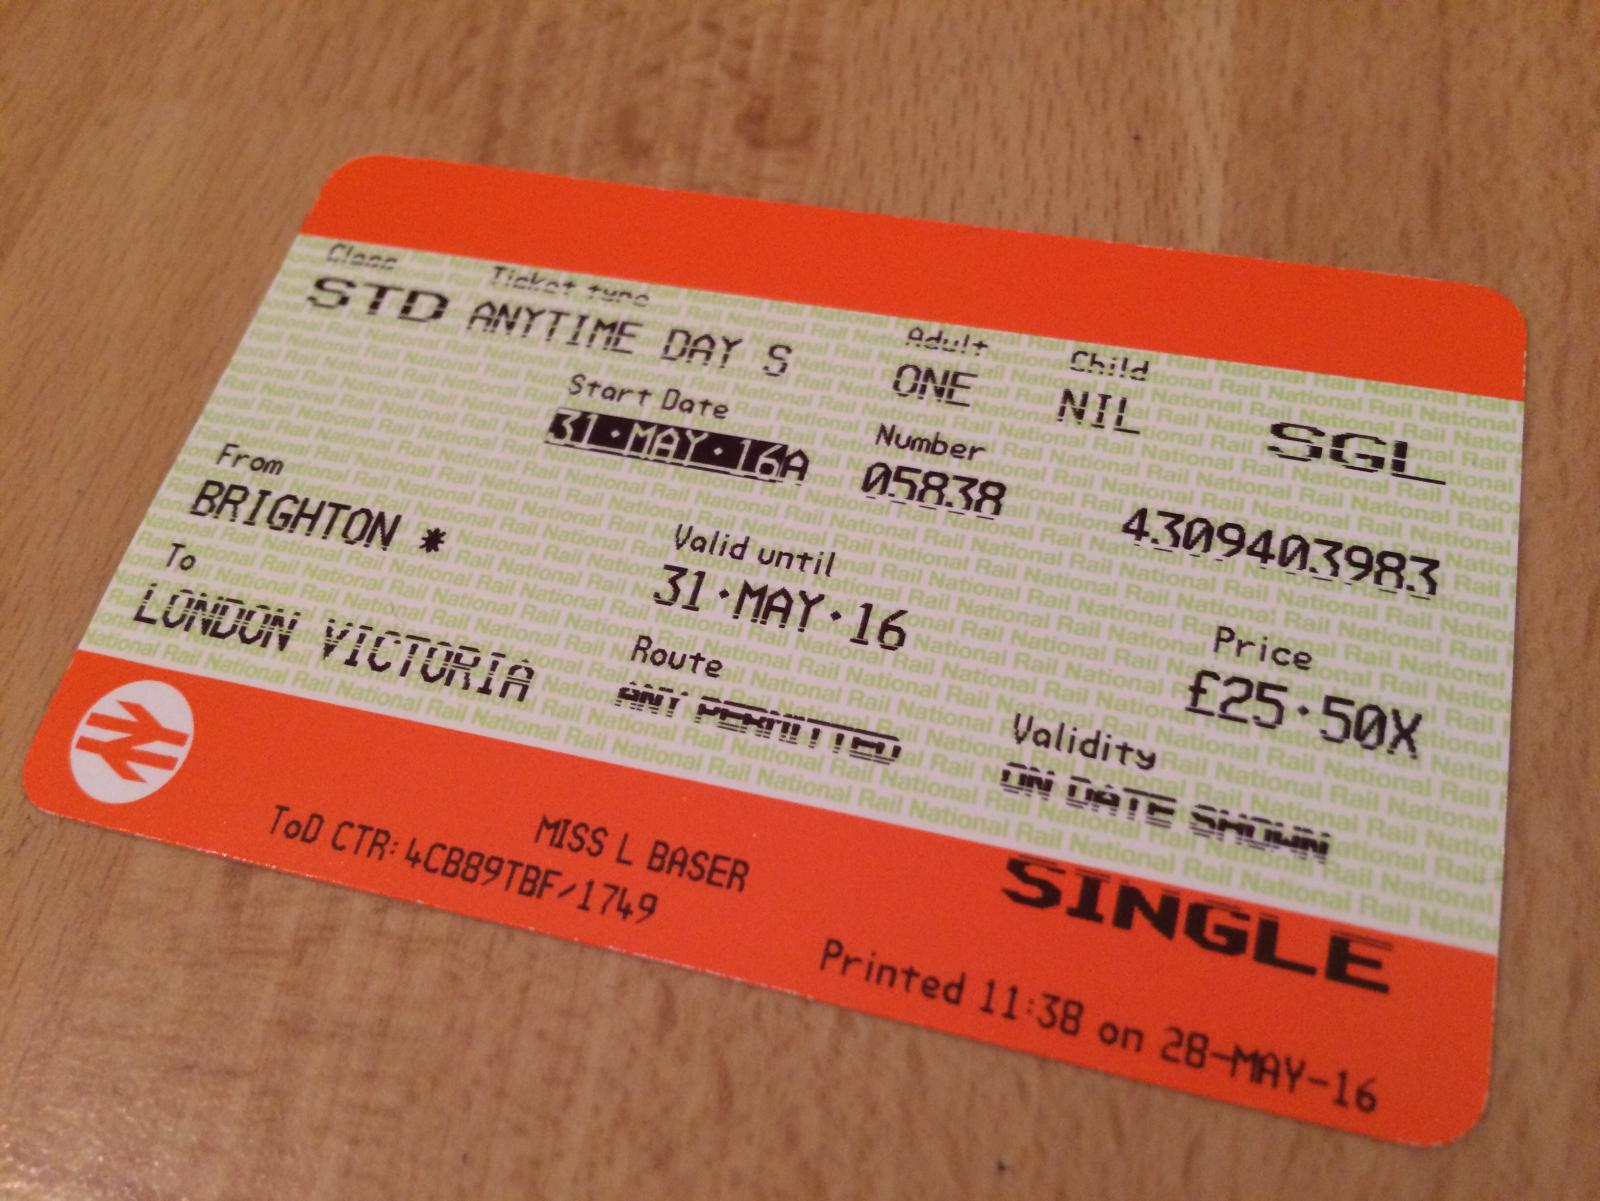 Class Ticket type Adult Child
STD ANYTIME DAY S ONE NIL SGL
Start Date Number
31·MAY·16A 05838 4309403983
From Valid until Price
BRIGHTON * 31·MAY·16 £25·50X
To Route Validity
LONDON VICTORIA ANY PERMITTED ON DATE SHOWN
SINGLE
MISS L BASER
ToD CTR:4CB89TBF/1749
Printed 11:38 on 28-MAY-16